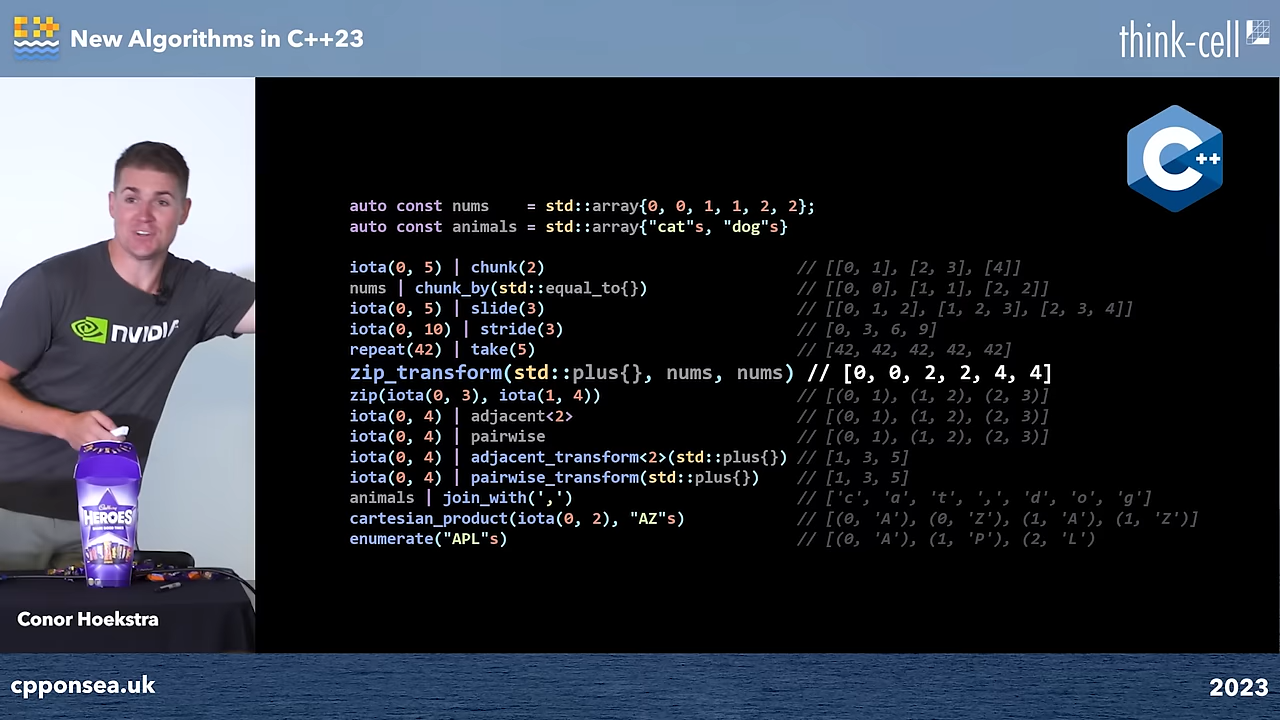 New Algorithms in C++23
think-cell
C++
auto const nums    = std::array{0, 0, 1, 1, 2, 2};
auto const animals = std::array{"cat"s, "dog"s}
iota(0, 5) | chunk(2) // [[0, 1], [2, 3], [4]]
nums | chunk_by(std::equal_to{}) // [[0, 0], [1, 1], [2, 2]]
iota(0, 5) | slide(3) // [[0, 1, 2], [1, 2, 3], [2, 3, 4]]
iota(0, 10) | stride(3) // [0, 3, 6, 9]
repeat(42) | take(5) // [42, 42, 42, 42, 42]
zip_transform(std::plus{}, nums, nums) // [0, 0, 2, 2, 4, 4]
zip(iota(0, 3), iota(1, 4)) // [(0, 1), (1, 2), (2, 3)]
iota(0, 4) | adjacent<2> // [(0, 1), (1, 2), (2, 3)]
iota(0, 4) | pairwise // [(0, 1), (1, 2), (2, 3)]
iota(0, 4) | adjacent_transform<2>(std::plus{}) // [1, 3, 5]
iota(0, 4) | pairwise_transform(std::plus{}) // [1, 3, 5]
animals | join_with(',') // ['c', 'a', 't', ',', 'd', 'o', 'g']
cartesian_product(iota(0, 2), "AZ"s) // [(0, 'A'), (0, 'Z'), (1, 'A'), (1, 'Z')]
enumerate("APL"s) // [(0, 'A'), (1, 'P'), (2, 'L')
NVIDIA
Cadbury
HEROES
Conor Hoekstra
cpponsea.uk
2023